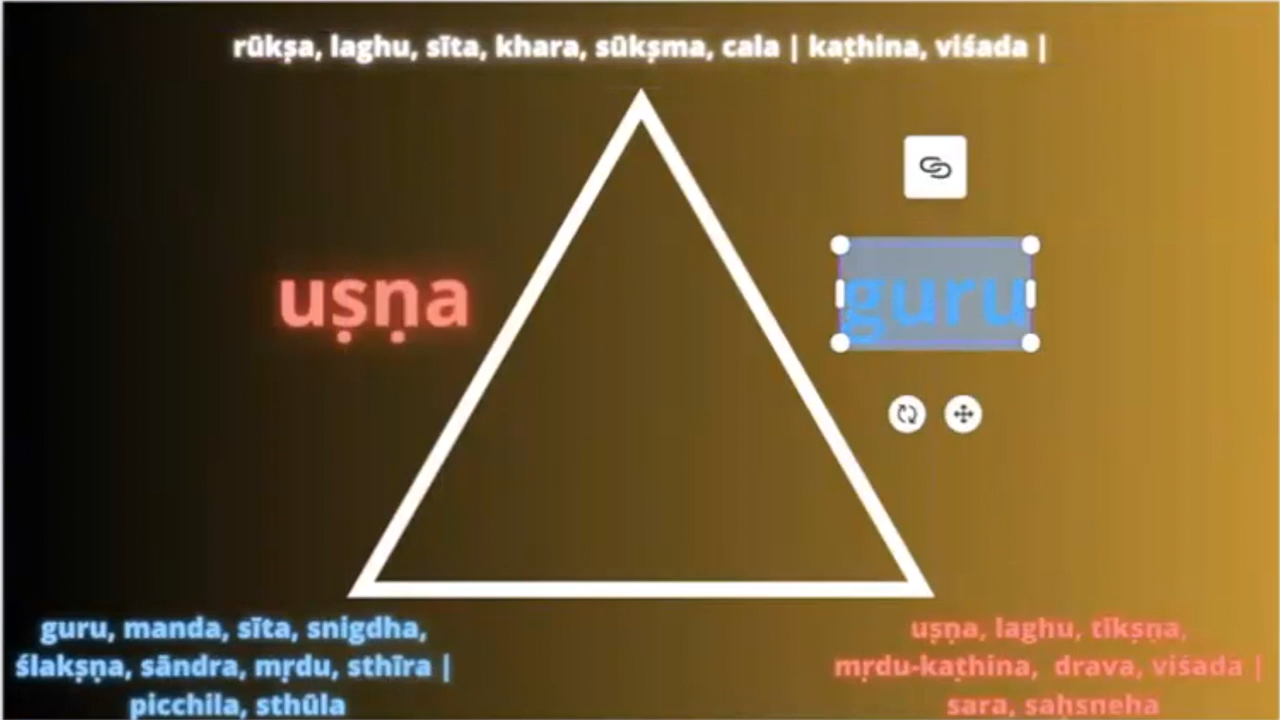 rūkṣa, laghu, sīta, khara, sūkṣma, cala | kaṭhina, viśada |
uṣṇa
guru
guru, manda, sīta, snigdha,
ślakṣṇa, sāndra, mṛdu, sthīra |
picchila, sthūla
uṣṇa, laghu, tīkṣṇa,
mṛdu-kaṭhina, drava, viśada |
sara, saḥsneha